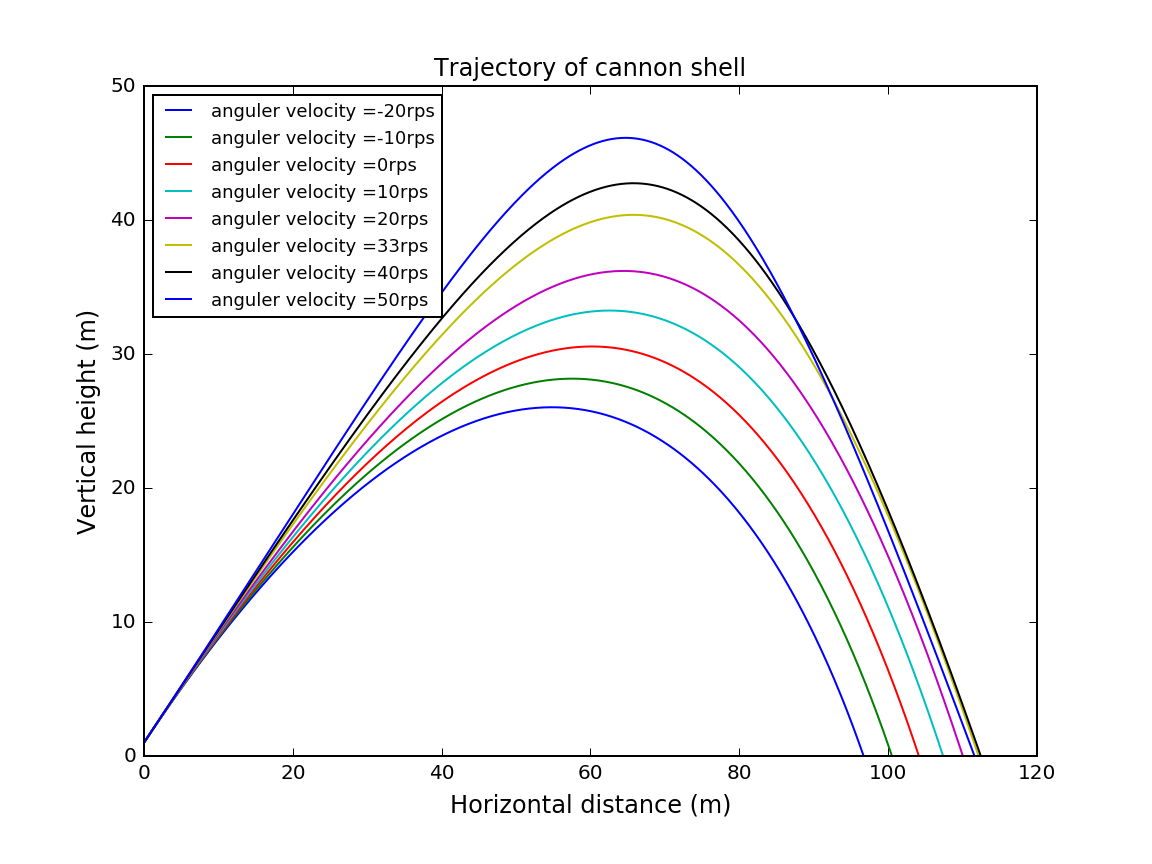 Trajectory of cannon shell
50
40
30
20
10
0
anguler velocity =-20rps
anguler velocity =-10rps
anguler velocity =0rps
anguler velocity =10rps
anguler velocity =20rps
anguler velocity =33rps
anguler velocity =40rps
anguler velocity =50rps
Vertical height (m)
0 20 40 60 80 100 120
Horizontal distance (m)